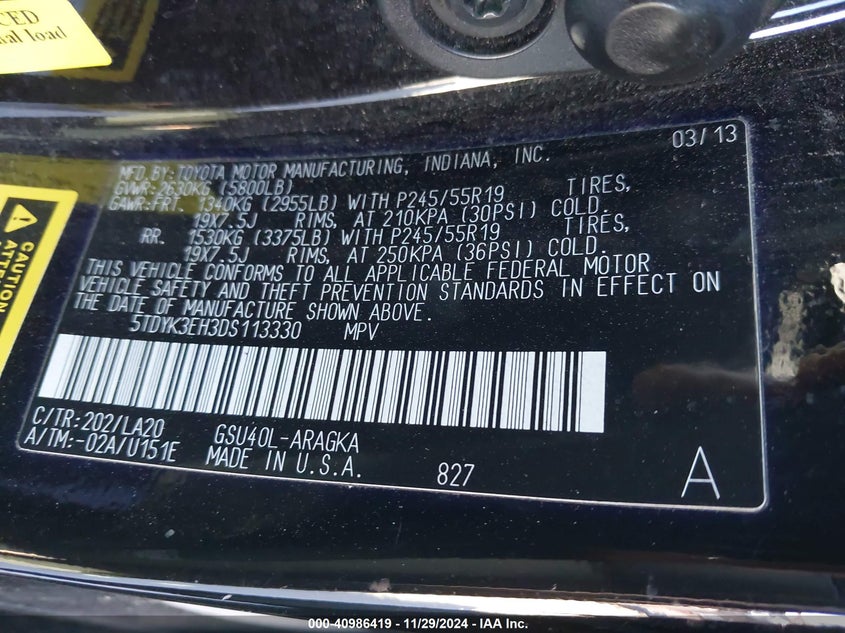 CED
nal load
03/13
MFD.BY:TOYOTA MOTOR MANUFACTURING, INDIANA, INC.
GVWR:2630KG (5800LB)
GAWR:FRT. 1340KG (2955LB) WITH P245/55R19 TIRES,
19X7.5J RIMS, AT 210KPA (30PSI) COLD.
RR. 1530KG (3375LB) WITH P245/55R19 TIRES,
19X7.5J RIMS, AT 250KPA (36PSI) COLD.
THIS VEHICLE CONFORMS TO ALL APPLICABLE FEDERAL MOTOR
VEHICLE SAFETY AND THEFT PREVENTION STANDARDS IN EFFECT ON
THE DATE OF MANUFACTURE SHOWN ABOVE.
5TDYK3EH3DS113330 MPV
C/TR:202/LA20 GSU40L-ARAGKA
A/TM:-02A/U151E MADE IN U.S.A.
827
A
CAUTION
ATTENTION
000-40986419 - 11/29/2024 - IAA Inc.